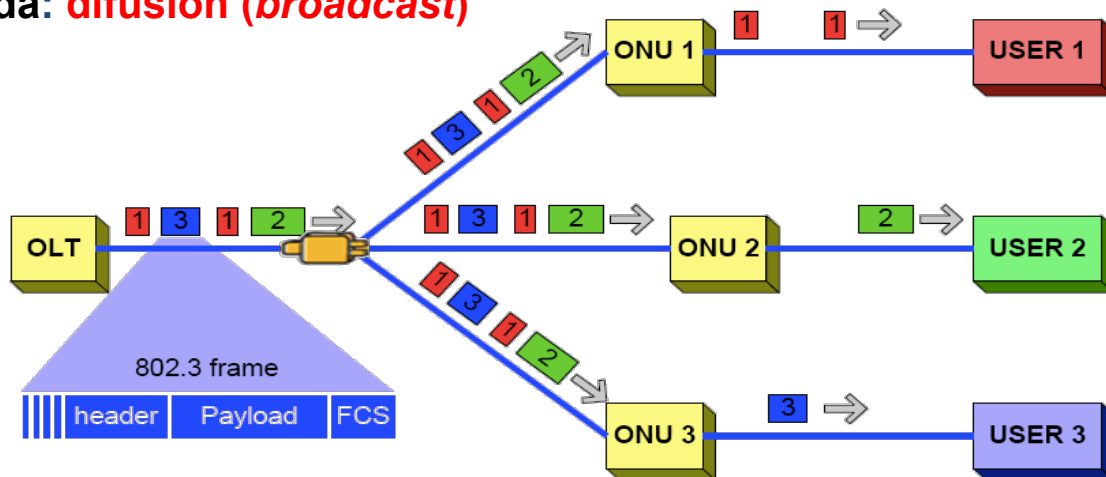 da: difusión (broadcast)
1 1
ONU 1
USER 1
1 3 1 2
1 3 1 2
OLT
1 3 1 2
ONU 2
2
USER 2
1 3 1 2
802.3 frame
header Payload FCS
ONU 3
3
USER 3